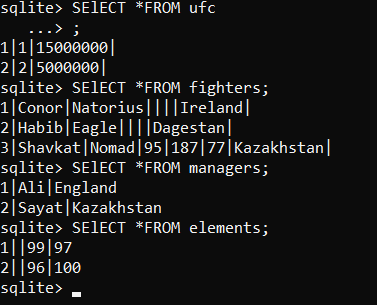 sqlite> SElECT *FROM ufc
...> ;
1|1|15000000|
2|2|5000000|
sqlite> SElECT *FROM fighters;
1|Conor|Natorius||||Ireland|
2|Habib|Eagle||||Dagestan|
3|Shavkat|Nomad|95|187|77|Kazakhstan|
sqlite> SElECT *FROM managers;
1|Ali|England
2|Sayat|Kazakhstan
sqlite> SElECT *FROM elements;
1||99|97
2||96|100
sqlite>